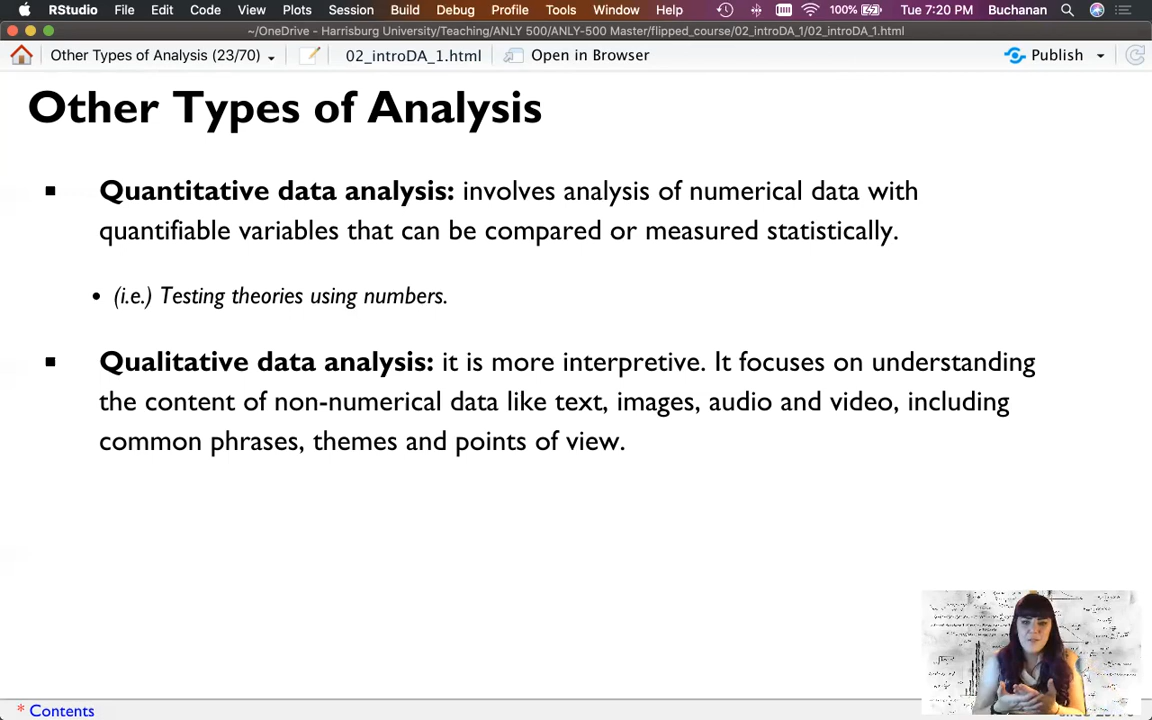 RStudio File Edit Code View Plots Session Build Debug Profile Tools Window Help 100% Tue 7:20 PM Buchanan
~/OneDrive - Harrisburg University/Teaching/ANLY 500/ANLY-500 Master/flipped_course/02_introDA_1/02_introDA_1.html
Other Types of Analysis (23/70) 02_introDA_1.html Open in Browser Publish
Other Types of Analysis
Quantitative data analysis: involves analysis of numerical data with
quantifiable variables that can be compared or measured statistically.
(i.e.) Testing theories using numbers.
Qualitative data analysis: it is more interpretive. It focuses on understanding
the content of non-numerical data like text, images, audio and video, including
common phrases, themes and points of view.
* Contents